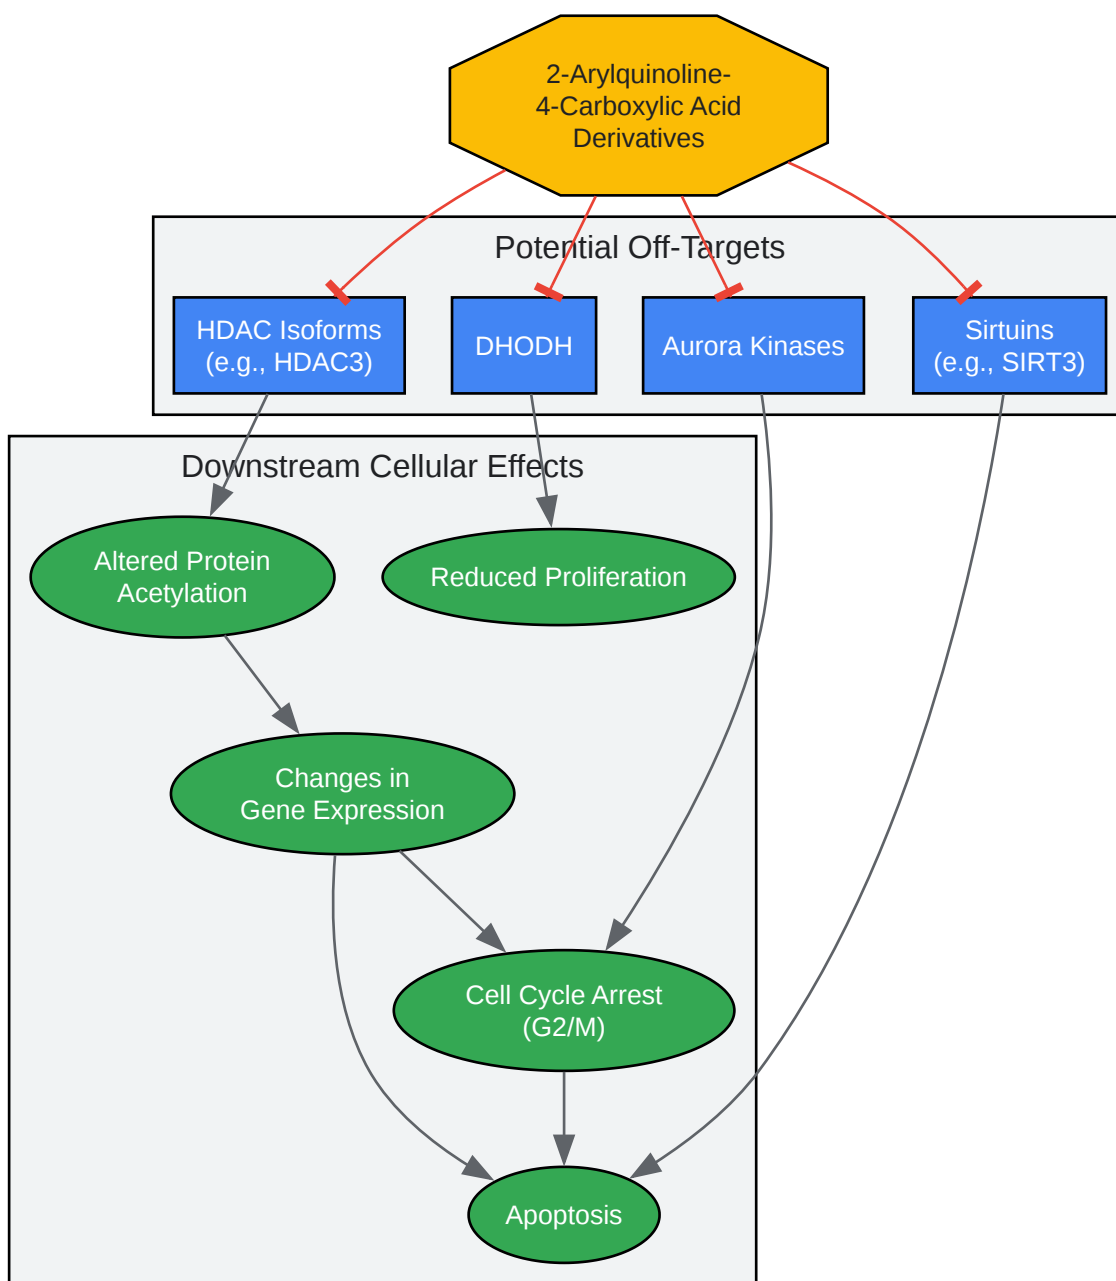 2-Arylquinoline-
4-Carboxylic Acid
Derivatives
Potential Off-Targets
HDAC Isoforms
(e.g., HDAC3)
DHODH
Aurora Kinases
Sirtuins
(e.g., SIRT3)
Downstream Cellular Effects
Altered Protein
Acetylation
Reduced Proliferation
Changes in
Gene Expression
Cell Cycle Arrest
(G2/M)
Apoptosis